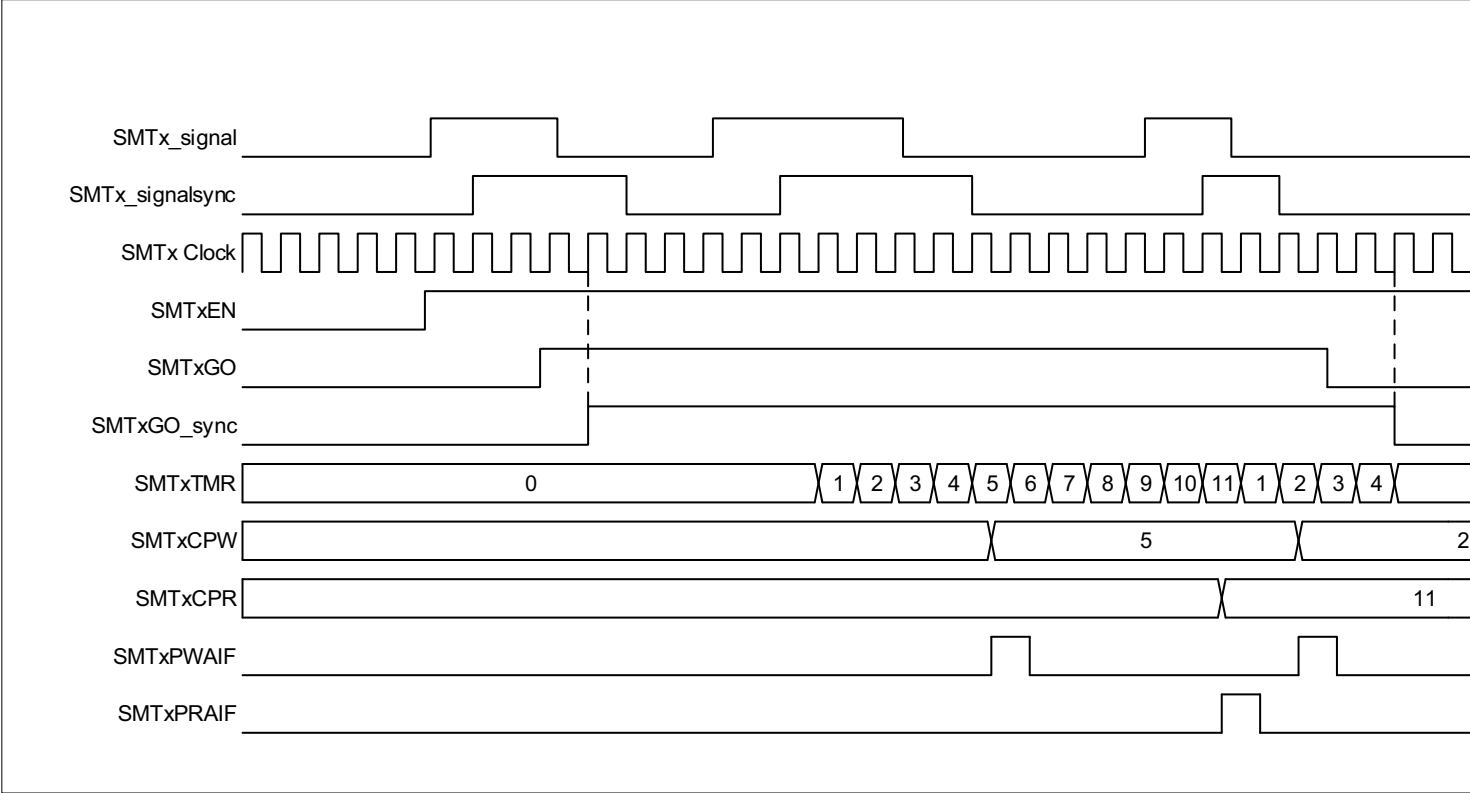 SMTx_signal
SMTx_signalsync
SMTx Clock
SMTxEN
SMTxGO
SMTxGO_sync
SMTxTMR 0 1 2 3 4 5 6 7 8 9 10 11 1 2 3 4
SMTxCPW 5 2
SMTxCPR 11
SMTxPWAIF
SMTxPRAIF